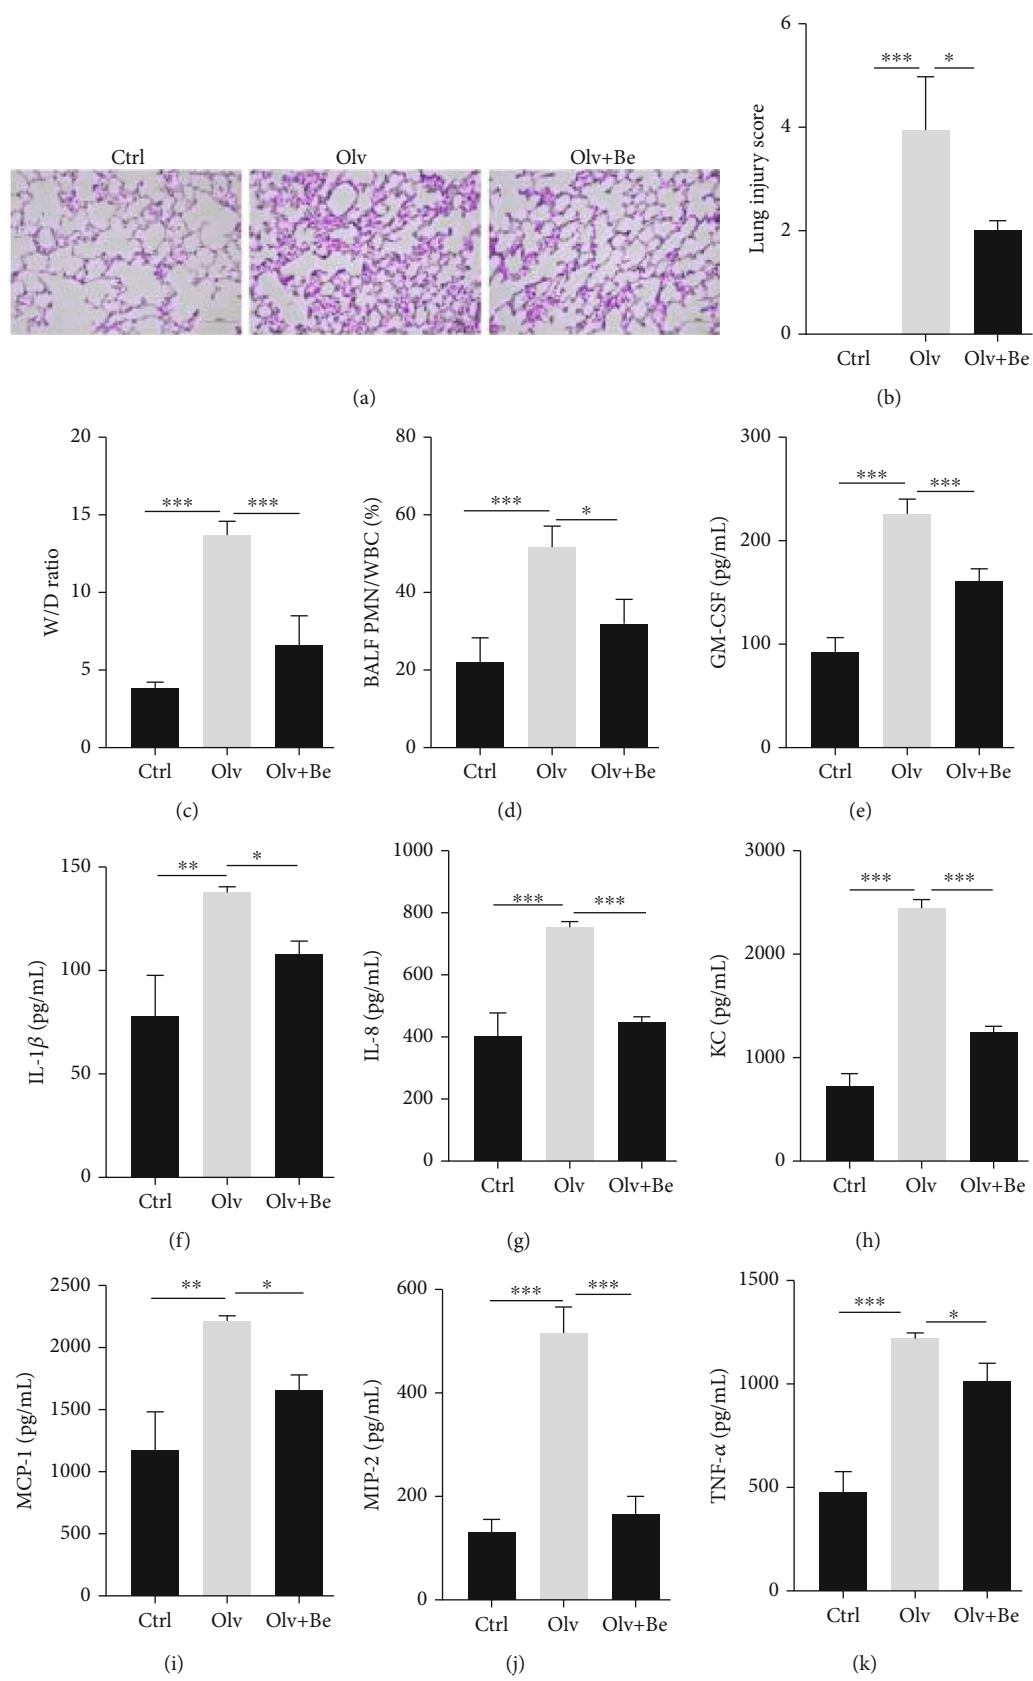 Ctrl
Olv
Olv+Be
(a)
Lung injury score
6
4
2
0
***
*
Ctrl
Olv
Olv+Be
(b)
W/D ratio
20
15
10
5
0
***
***
Ctrl
Olv
Olv+Be
(c)
BALF PMN/WBC (%)
80
60
40
20
0
***
*
Ctrl
Olv
Olv+Be
(d)
GM-CSF (pg/mL)
300
200
100
0
***
***
Ctrl
Olv
Olv+Be
(e)
IL-1β (pg/mL)
150
100
50
0
**
*
Ctrl
Olv
Olv+Be
(f)
IL-8 (pg/mL)
1000
800
600
400
200
0
***
***
Ctrl
Olv
Olv+Be
(g)
KC (pg/mL)
3000
2000
1000
0
***
***
Ctrl
Olv
Olv+Be
(h)
MCP-1 (pg/mL)
2500
2000
1500
1000
500
0
**
*
Ctrl
Olv
Olv+Be
(i)
MIP-2 (pg/mL)
600
400
200
0
***
***
Ctrl
Olv
Olv+Be
(j)
TNF-α (pg/mL)
1500
1000
500
0
***
*
Ctrl
Olv
Olv+Be
(k)